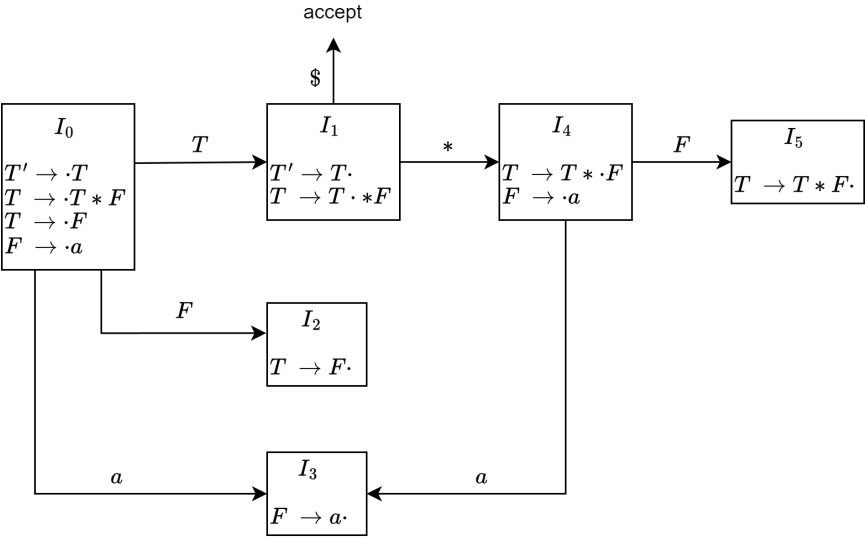 accept
$
I₀
T' → ·T
T → ·T * F
T → ·F
F → ·a
T
I₁
T' → T·
T → T · *F
*
I₄
T → T * ·F
F → ·a
F
I₅
T → T * F·
F
I₂
T → F·
a
I₃
F → a·
a